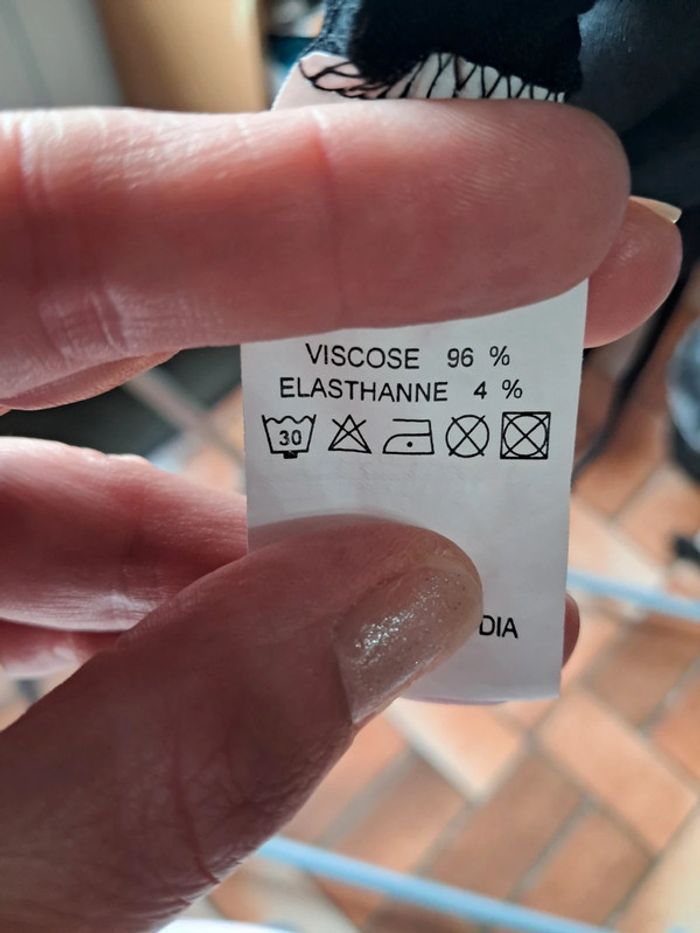 VISCOSE 96 %
ELASTHANNE 4 %
30
DIA